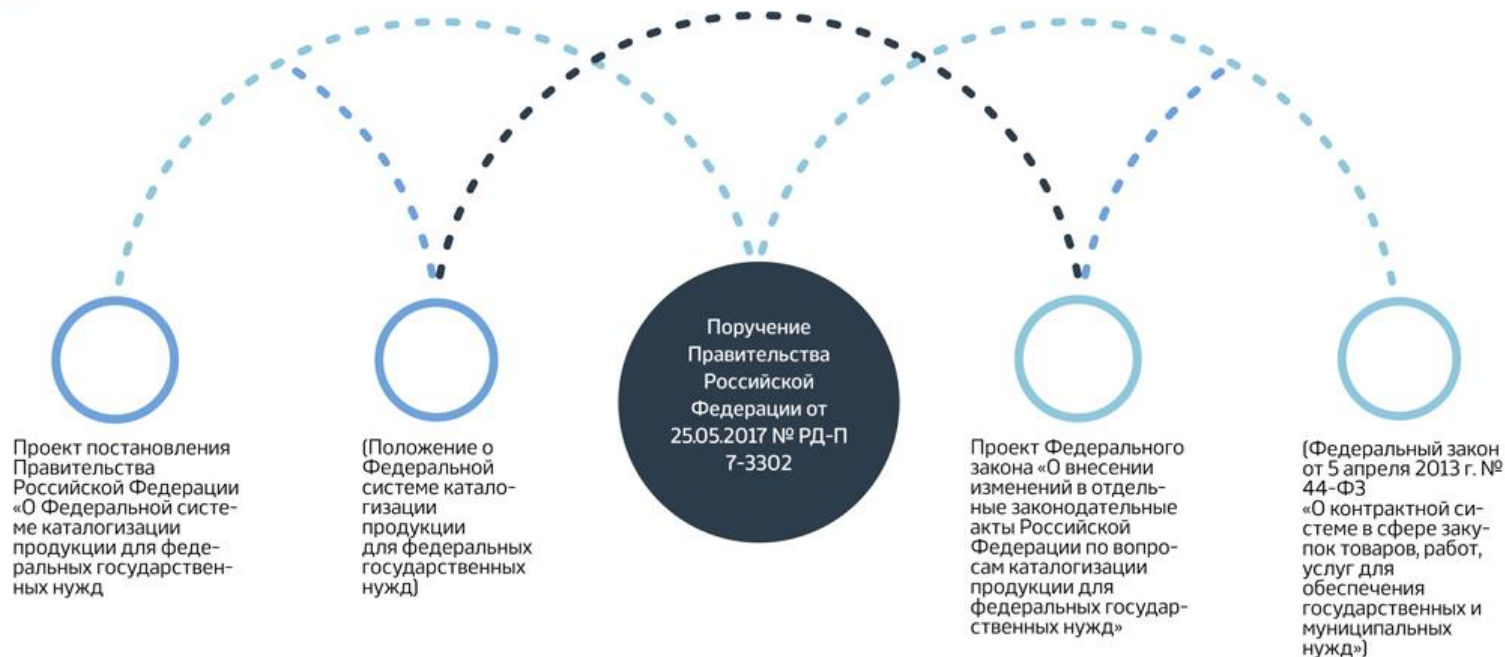 Проект постановления
Правительства
Российской Федерации
«О Федеральной систе-
ме каталогизации
продукции для феде-
ральных государствен-
ных нужд
(Положение о
Федеральной
системе катало-
гизации
продукции
для федеральных
государственных
нужд)
Поручение
Правительства
Российской
Федерации от
25.05.2017 № РД-П
7-3302
Проект Федерального
закона «О внесении
изменений в отдель-
ные законодательные
акты Российской
Федерации по вопро-
сам каталогизации
продукции для
федеральных государ-
ственных нужд»
(Федеральный закон
от 5 апреля 2013 г. №
44-ФЗ
«О контрактной си-
стеме в сфере заку-
пок товаров, работ,
услуг для
обеспечения
государственных и
муниципальных
нужд»)